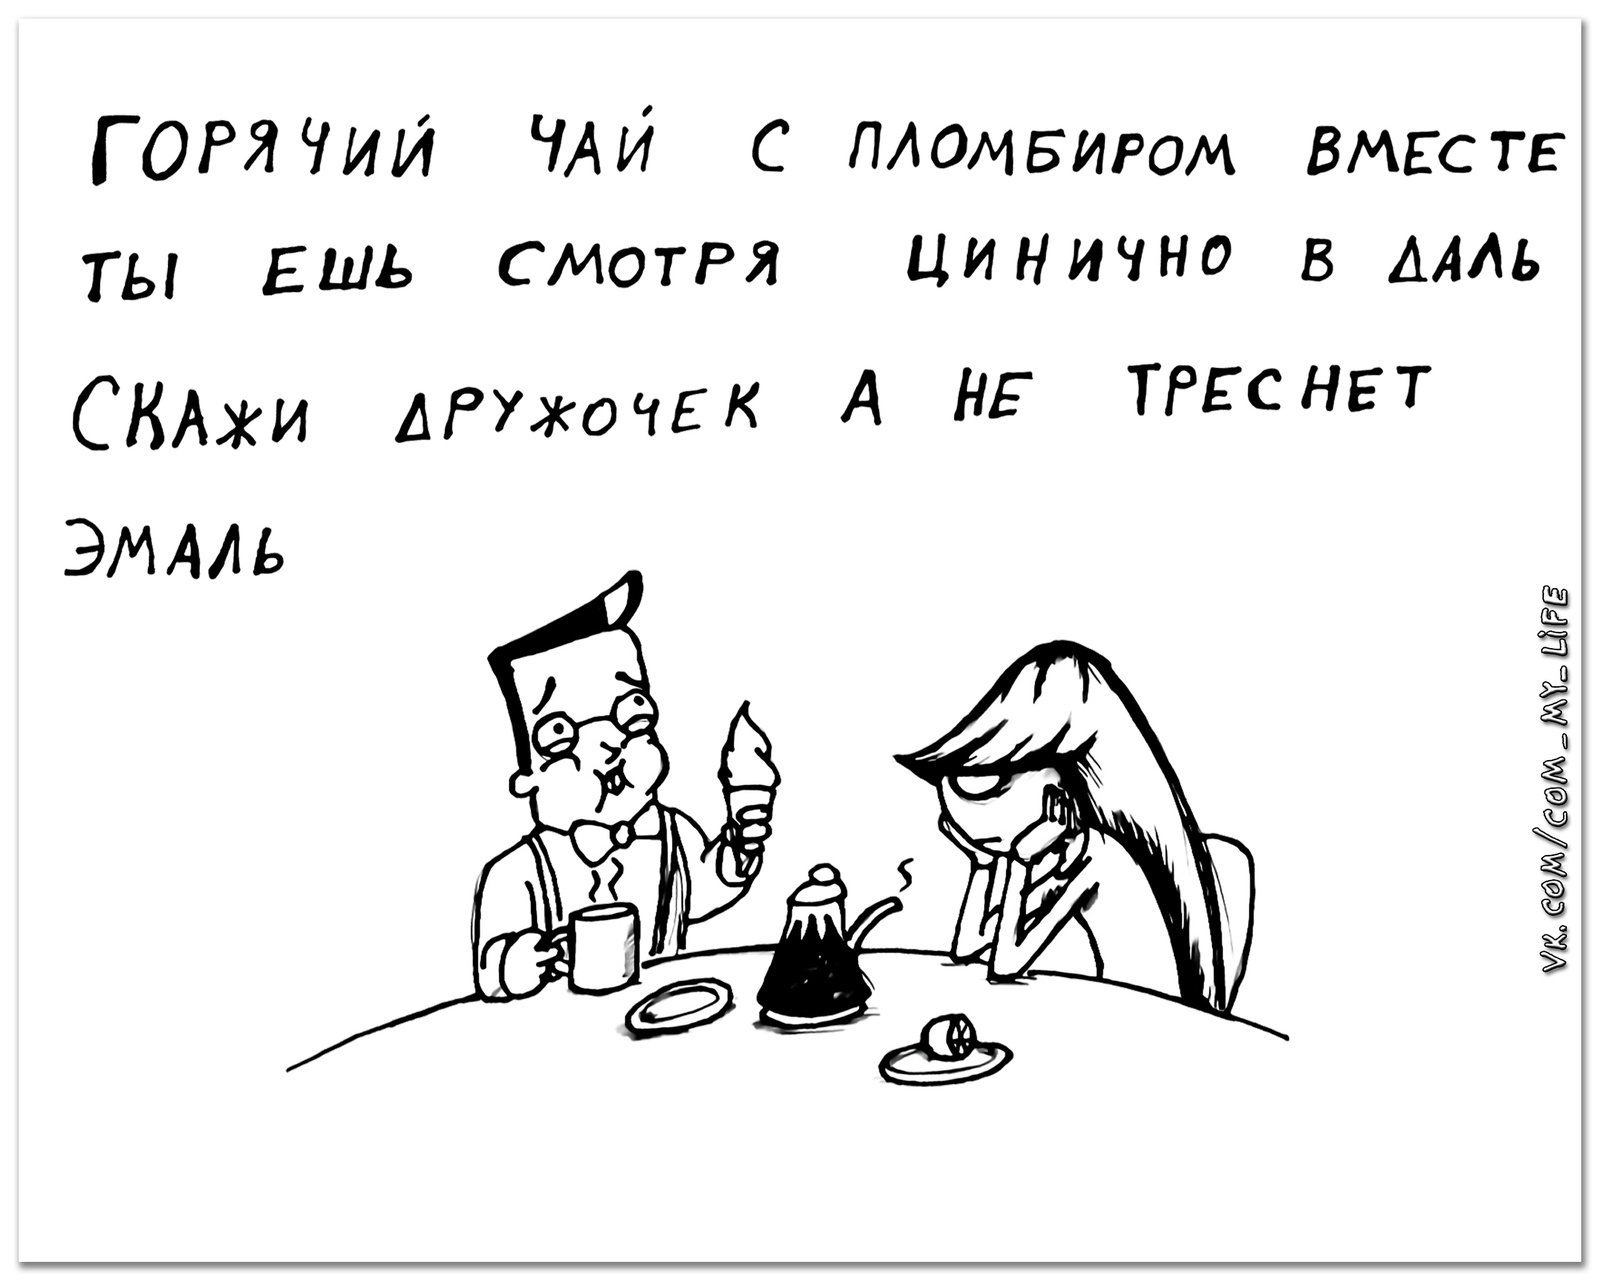 ГОРЯЧИЙ ЧАЙ С ПЛОМБИРОМ ВМЕСТЕ
ТЫ ЕШЬ СМОТРЯ ЦИНИЧНО В ДАЛЬ
СКАЖИ ДРУЖОЧЕК А НЕ ТРЕСНЕТ
ЭМАЛЬ
VK.COM/COM_MY_LIFE